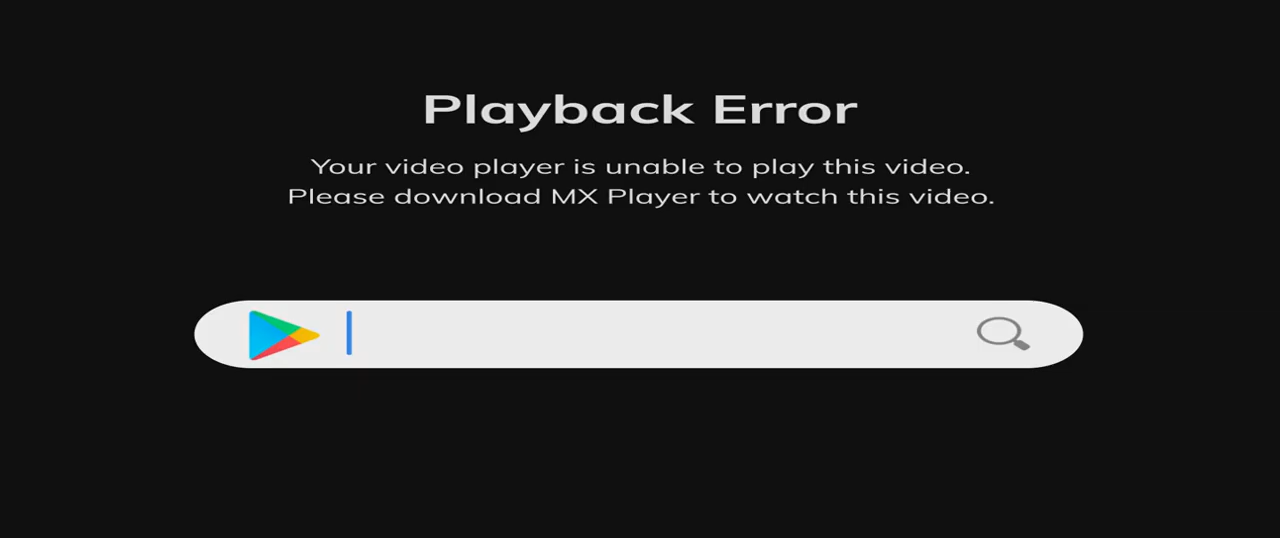 Playback Error
Your video player is unable to play this video.
Please download MX Player to watch this video.